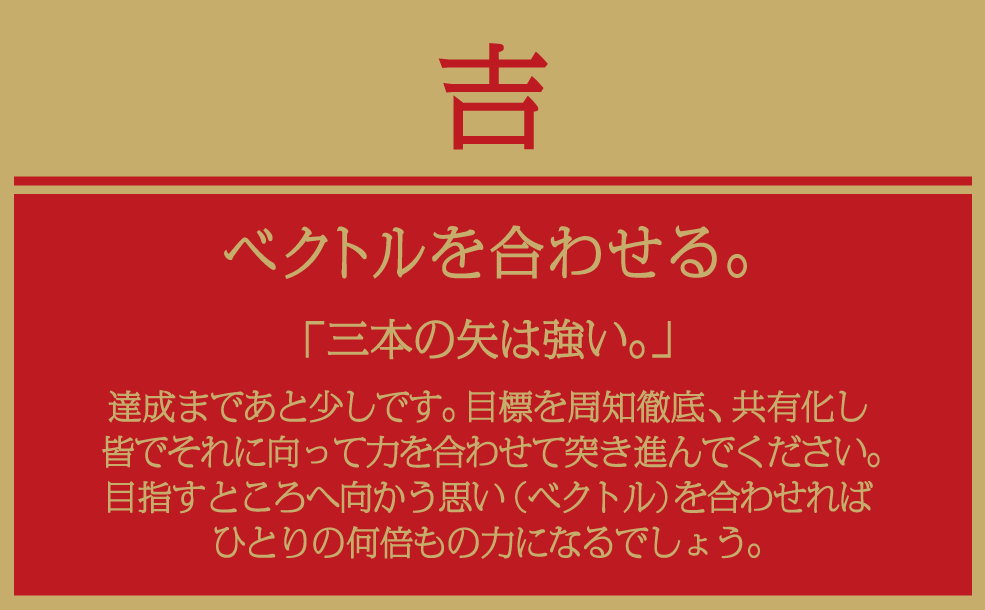 吉
ベクトルを合わせる。
「三本の矢は強い。」
達成まであと少しです。目標を周知徹底、共有化し
皆でそれに向って力を合わせて突き進んでください。
目指すところへ向かう思い（ベクトル）を合わせれば
ひとりの何倍もの力になるでしょう。